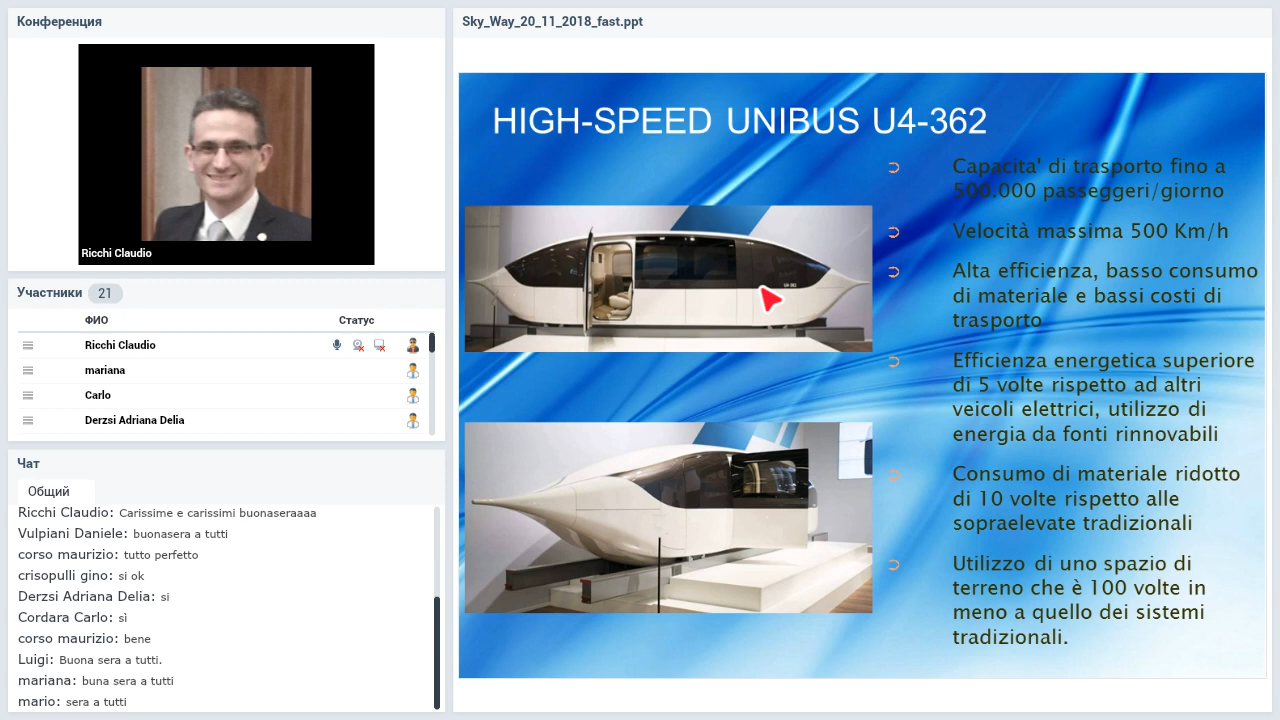 Конференция
Ricchi Claudio
Участники 21
ФИО Статус
Ricchi Claudio
mariana
Carlo
Derzsi Adriana Delia
Чат
Общий
Ricchi Claudio: Carissime e carissimi buonaseraaaa
Vulpiani Daniele: buonasera a tutti
corso maurizio: tutto perfetto
crisopulli gino: si ok
Derzsi Adriana Delia: si
Cordara Carlo: sì
corso maurizio: bene
Luigi: Buona sera a tutti.
mariana: buna sera a tutti
mario: sera a tutti
Sky_Way_20_11_2018_fast.ppt
HIGH-SPEED UNIBUS U4-362
Capacita' di trasporto fino a
500.000 passeggeri/giorno
Velocità massima 500 Km/h
Alta efficienza, basso consumo
di materiale e bassi costi di
trasporto
Efficienza energetica superiore
di 5 volte rispetto ad altri
veicoli elettrici, utilizzo di
energia da fonti rinnovabili
Consumo di materiale ridotto
di 10 volte rispetto alle
sopraelevate tradizionali
Utilizzo di uno spazio di
terreno che è 100 volte in
meno a quello dei sistemi
tradizionali.